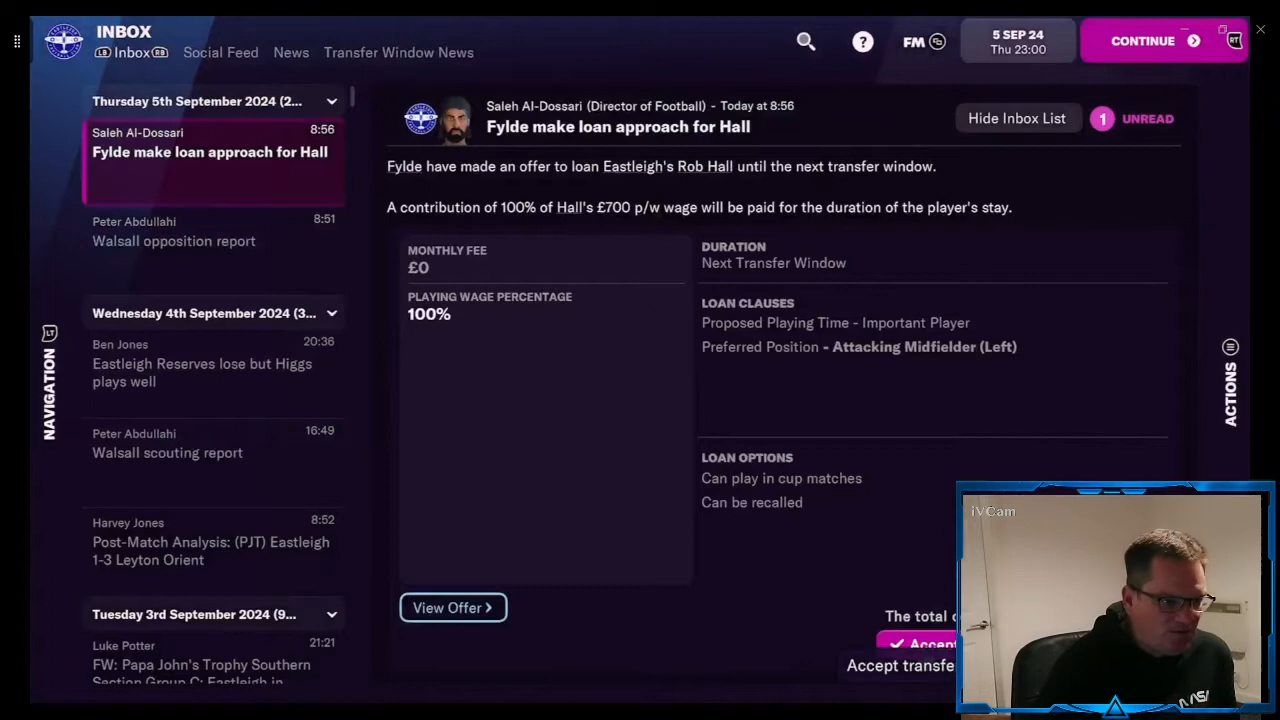 INBOX
LB Inbox RB
Social Feed
News
Transfer Window News
?
FM
5 SEP 24
Thu 23:00
CONTINUE
RT
Thursday 5th September 2024 (2...
Saleh Al-Dossari
8:56
Fylde make loan approach for Hall
Peter Abdullahi
8:51
Walsall opposition report
Wednesday 4th September 2024 (3...
Ben Jones
20:36
Eastleigh Reserves lose but Higgs
plays well
Peter Abdullahi
16:49
Walsall scouting report
Harvey Jones
8:52
Post-Match Analysis: (PJT) Eastleigh
1-3 Leyton Orient
Tuesday 3rd September 2024 (9...
Luke Potter
21:21
FW: Papa John's Trophy Southern
Section Group C: Eastleigh in
LT
NAVIGATION
Saleh Al-Dossari (Director of Football) - Today at 8:56
Fylde make loan approach for Hall
Hide Inbox List
1
UNREAD
Fylde have made an offer to loan Eastleigh's Rob Hall until the next transfer window.
A contribution of 100% of Hall's £700 p/w wage will be paid for the duration of the player's stay.
MONTHLY FEE
£0
PLAYING WAGE PERCENTAGE
100%
DURATION
Next Transfer Window
LOAN CLAUSES
Proposed Playing Time - Important Player
Preferred Position - Attacking Midfielder (Left)
LOAN OPTIONS
Can play in cup matches
Can be recalled
View Offer
The total
Accept
Accept transfe
ACTIONS
iVCam